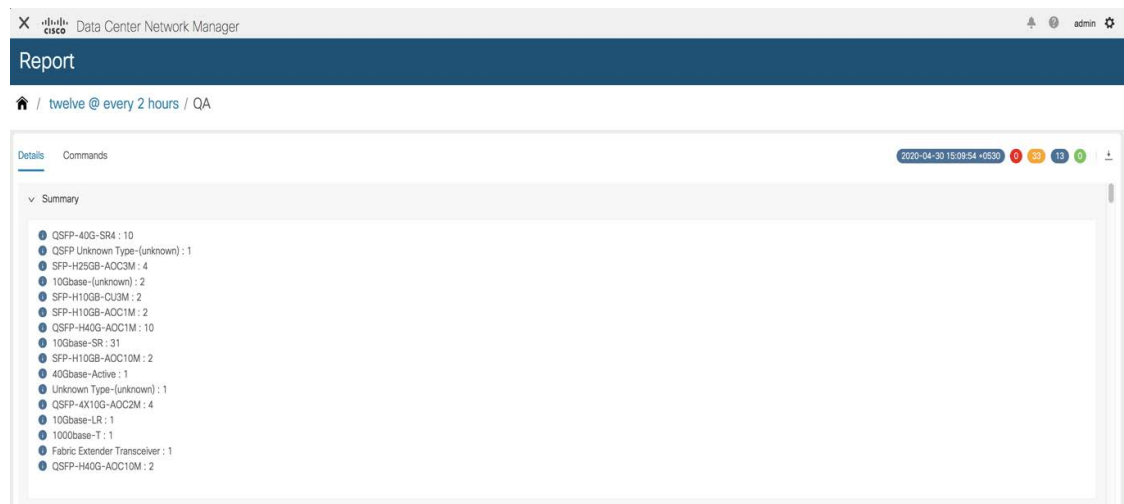 X cisco Data Center Network Manager admin
Report
/ twelve @ every 2 hours / QA
Details Commands 2020-04-30 15:09:54 +0530 0 33 13 0
Summary
QSFP-40G-SR4 : 10
QSFP Unknown Type-(unknown) : 1
SFP-H25GB-AOC3M : 4
10Gbase-(unknown) : 2
SFP-H10GB-CU3M : 2
SFP-H10GB-AOC1M : 2
QSFP-H40G-AOC1M : 10
10Gbase-SR : 31
SFP-H10GB-AOC10M : 2
40Gbase-Active : 1
Unknown Type-(unknown) : 1
QSFP-4X10G-AOC2M : 4
10Gbase-LR : 1
1000base-T : 1
Fabric Extender Transceiver : 1
QSFP-H40G-AOC10M : 2